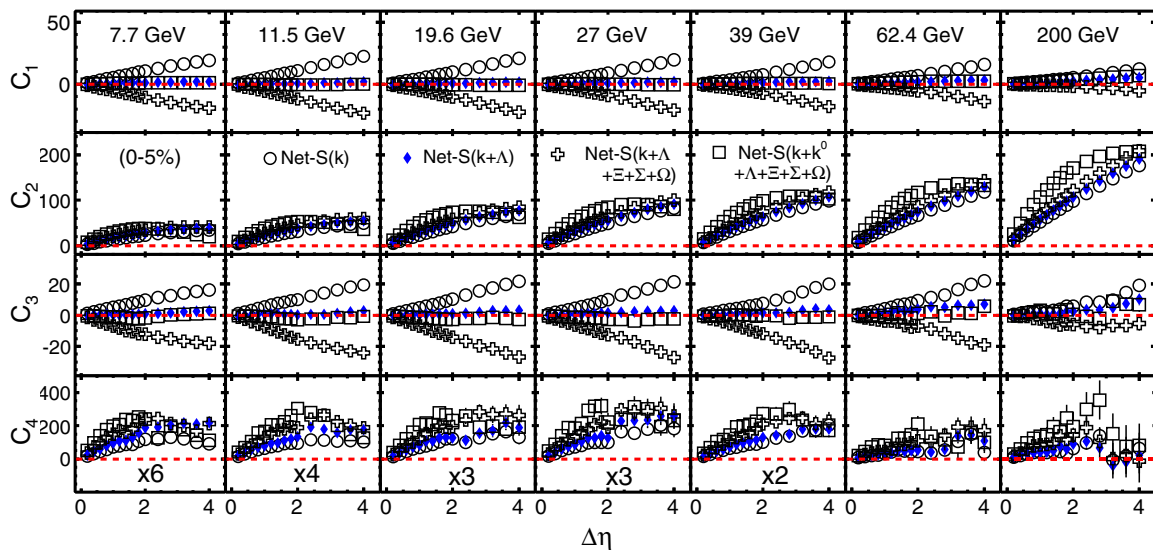 50
0
C1
7.7 GeV 11.5 GeV 19.6 GeV 27 GeV 39 GeV 62.4 GeV 200 GeV
200
100
0
C2
(0-5%) Net-S(k) Net-S(k+Λ) Net-S(k+Λ Net-S(k+k⁰
+Ξ+Σ+Ω) +Λ+Ξ+Σ+Ω)
20
0
-20
C3
400
200
0
C4
x6 x4 x3 x3 x2
0 2 4 0 2 4 0 2 4 0 2 4 0 2 4 0 2 4 0 2 4
Δη